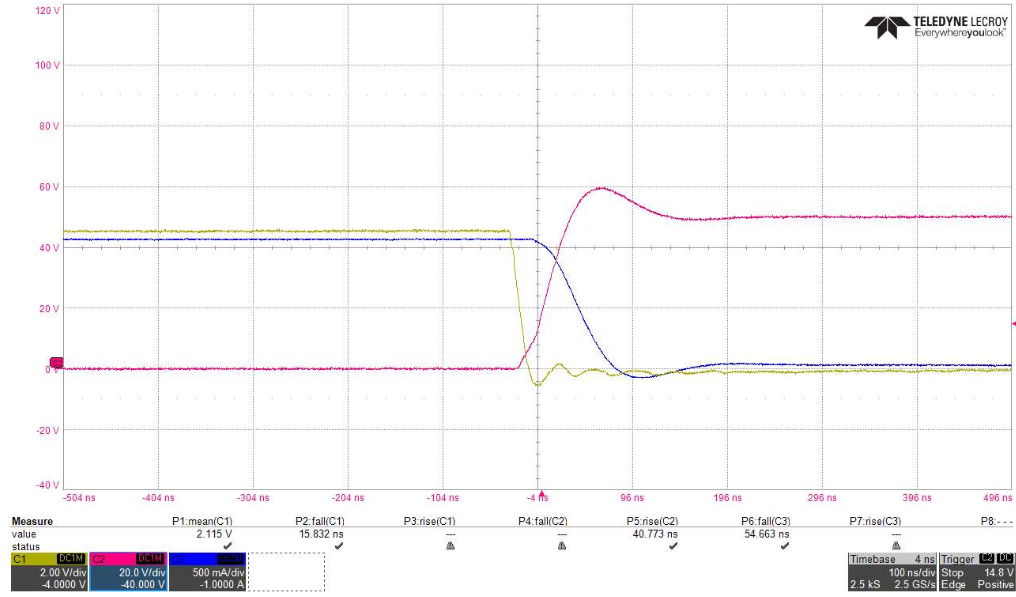 120 V
TELEDYNE LECROY
Everywhereyoulook™
100 V
80 V
60 V
40 V
20 V
0 V
-20 V
-40 V
-504 ns -404 ns -304 ns -204 ns -104 ns -4 ns 96 ns 196 ns 296 ns 396 ns 496 ns
Measure P1:mean(C1) P2:fall(C1) P3:rise(C1) P4:fall(C2) P5:rise(C2) P6:fall(C3) P7:rise(C3) P8:- - -
value 2.115 V 15.832 ns --- --- 40.773 ns 54.663 ns ---
status
C1 DC1M C2 DC1M Timebase 4 ns Trigger C2 DC
2.00 V/div 20.0 V/div 500 mA/div 100 ns/div Stop 14.8 V
-4.0000 V -40.000 V -1.0000 A 2.5 kS 2.5 GS/s Edge Positive